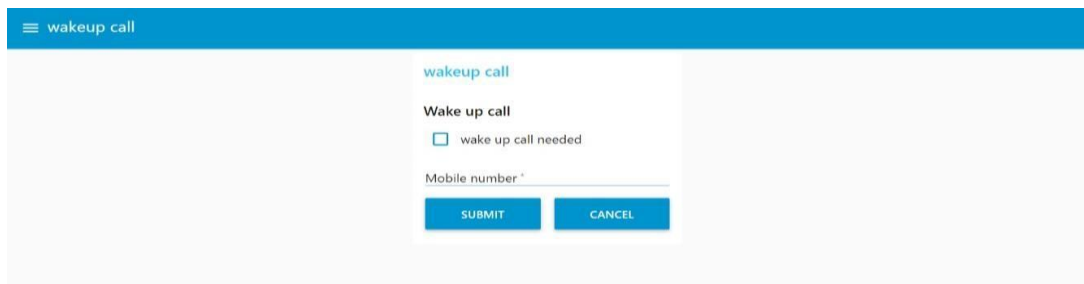 wakeup call
wakeup call
Wake up call
wake up call needed
Mobile number *
SUBMIT
CANCEL